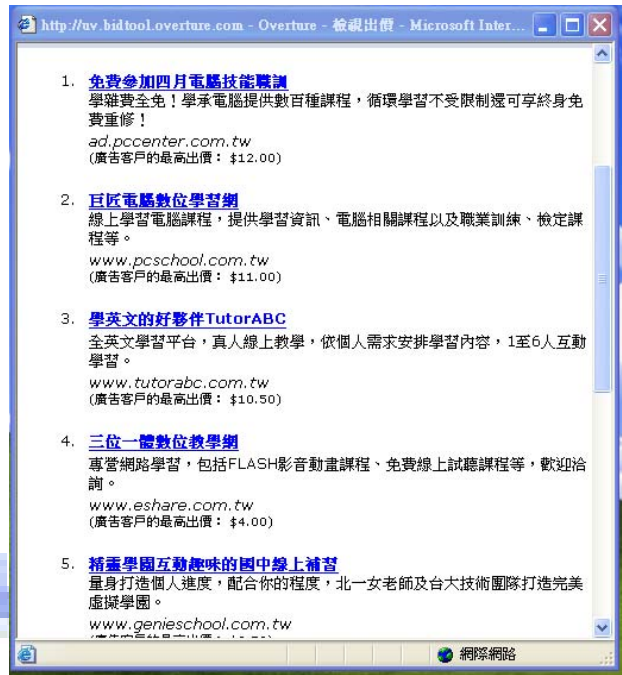 http://uv.bidtool.overture.com - Overture - 檢視出價 - Microsoft Inter...
1. 免費參加四月電腦技能職訓
學雜費全免！學承電腦提供數百種課程，循環學習不受限制還可享終身免
費重修！
ad.pccenter.com.tw
(廣告客戶的最高出價： $12.00)
2. 巨匠電腦數位學習網
線上學習電腦課程，提供學習資訊、電腦相關課程以及職業訓練、檢定課
程等。
www.pcschool.com.tw
(廣告客戶的最高出價： $11.00)
3. 學英文的好夥伴TutorABC
全英文學習平台，真人線上教學，依個人需求安排學習內容，1至6人互動
學習。
www.tutorabc.com.tw
(廣告客戶的最高出價： $10.50)
4. 三位一體數位教學網
專營網路學習，包括FLASH影音動畫課程、免費線上試聽課程等，歡迎洽
詢。
www.eshare.com.tw
(廣告客戶的最高出價： $4.00)
5. 精靈學園互動趣味的國中線上補習
量身打造個人進度，配合你的程度，北一女老師及台大技術團隊打造完美
虛擬學園。
www.genieschool.com.tw
網際網路